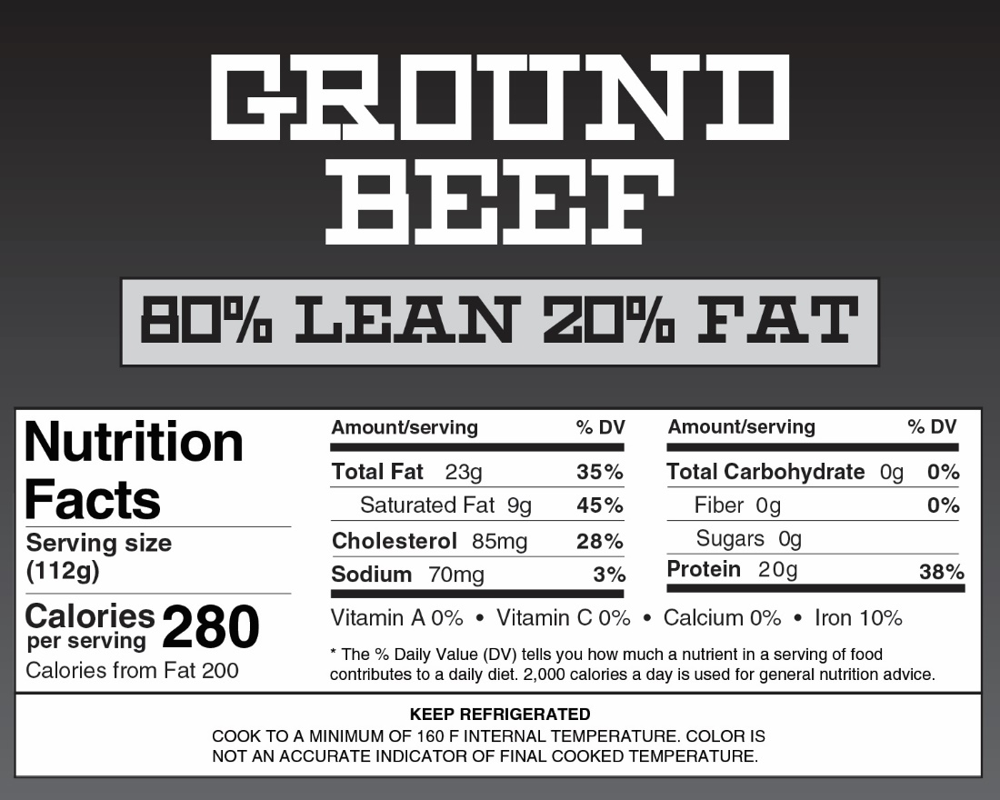 GROUND
BEEF
80% LEAN 20% FAT
Nutrition
Facts
Serving size
(112g)
Calories
per serving 280
Calories from Fat 200
Amount/serving % DV
Total Fat 23g 35%
Saturated Fat 9g 45%
Cholesterol 85mg 28%
Sodium 70mg 3%
Amount/serving % DV
Total Carbohydrate 0g 0%
Fiber 0g 0%
Sugars 0g
Protein 20g 38%
Vitamin A 0% • Vitamin C 0% • Calcium 0% • Iron 10%
* The % Daily Value (DV) tells you how much a nutrient in a serving of food
contributes to a daily diet. 2,000 calories a day is used for general nutrition advice.
KEEP REFRIGERATED
COOK TO A MINIMUM OF 160 F INTERNAL TEMPERATURE. COLOR IS
NOT AN ACCURATE INDICATOR OF FINAL COOKED TEMPERATURE.